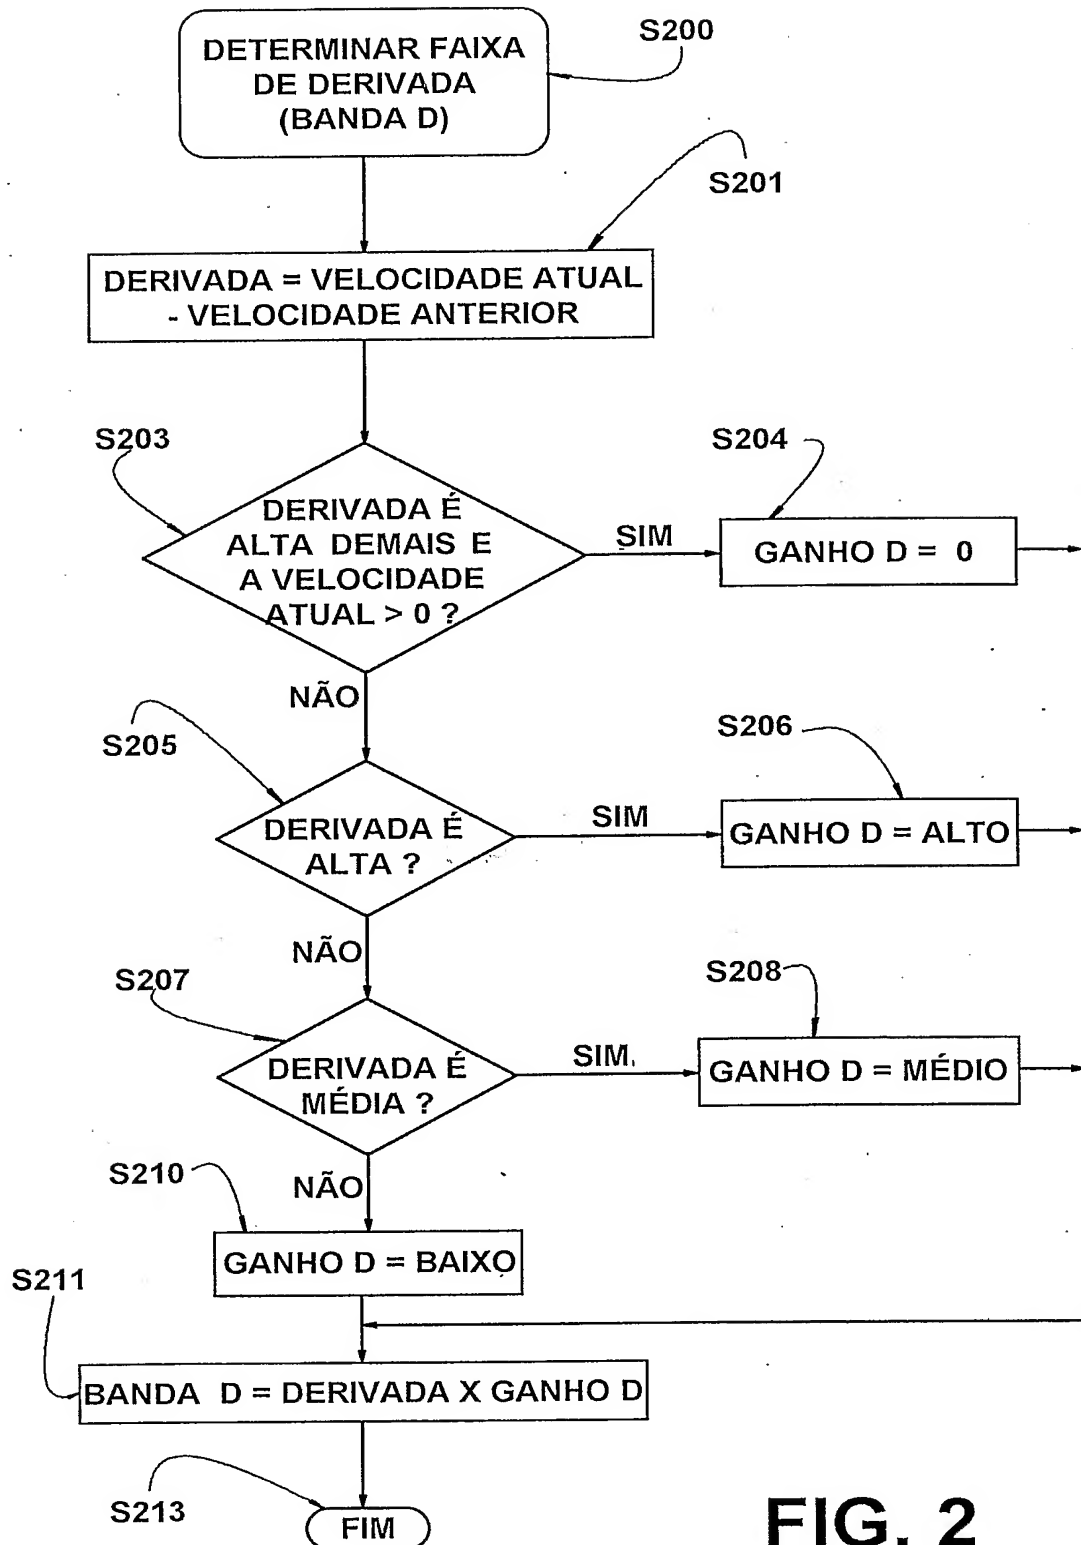 DETERMINAR FAIXA
DE DERIVADA
(BANDA D)
S200
S201
DERIVADA = VELOCIDADE ATUAL
- VELOCIDADE ANTERIOR
S203
DERIVADA É
ALTA DEMAIS E
A VELOCIDADE
ATUAL > 0 ?
SIM
S204
GANHO D = 0
NÃO
S205
DERIVADA É
ALTA ?
SIM
S206
GANHO D = ALTO
NÃO
S207
DERIVADA É
MÉDIA ?
SIM
S208
GANHO D = MÉDIO
NÃO
S210
GANHO D = BAIXO
S211
BANDA D = DERIVADA X GANHO D
S213
FIM
FIG. 2